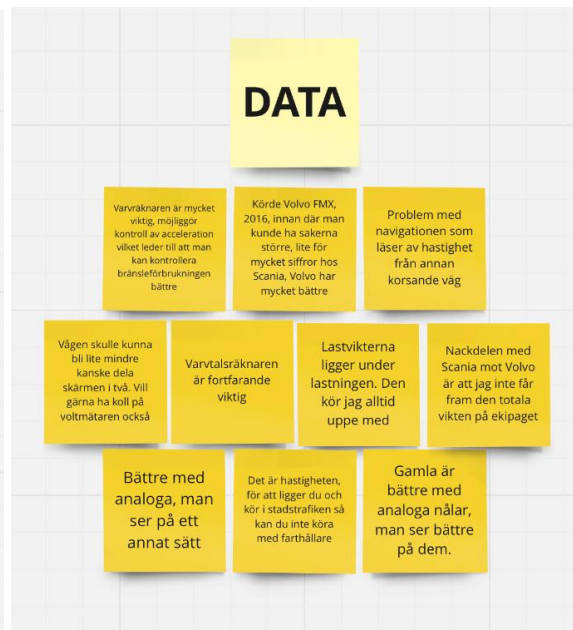 DATA
Varvräknaren är mycket
viktig, möjliggör
kontroll av acceleration
vilket leder till att man
kan kontrollera
bränsleförbrukningen
bättre
Körde Volvo FMX,
2016, innan där man
kunde ha sakerna
större, lite för
mycket siffror hos
Scania, Volvo har
mycket bättre
Problem med
navigationen som
läser av hastighet
från annan
korsande väg
Vågen skulle kunna
bli lite mindre
kanske dela
skärmen i två. Vill
gärna ha koll på
voltmätaren också
Varvtalsräknaren
är fortfarande
viktig
Lastvikterna
ligger under
lastningen. Den
kör jag alltid
uppe med
Nackdelen med
Scania mot Volvo
är att jag inte får
fram den totala
vikten på ekipaget
Bättre med
analoga, man
ser på ett
annat sätt
Det är hastigheten,
för att ligger du och
kör i stadstrafiken så
kan du inte köra
med farthållare
Gamla är
bättre med
analoga nålar,
man ser bättre
på dem.